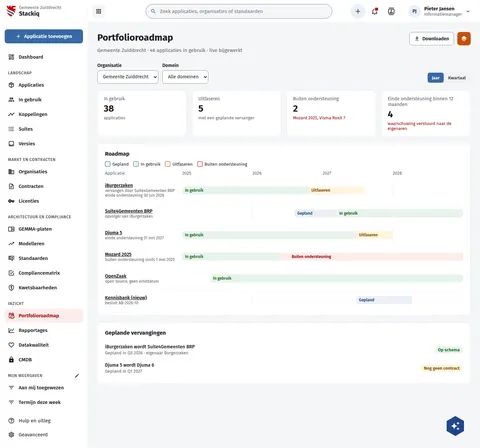 Gemeente Zuiddrecht
Stackiq
Zoek applicaties, organisaties of standaarden
PJ
Pieter Jansen
Informatiemanager
+ Applicatie toevoegen
Dashboard
LANDSCHAP
Applicaties
In gebruik
Koppelingen
Suites
Versies
MARKT EN CONTRACTEN
Organisaties
Contracten
Licenties
ARCHITECTUUR EN COMPLIANCE
GEMMA-platen
Modelleren
Standaarden
Compliancematrix
Kwetsbaarheden
INZICHT
Portfolioroadmap
Rapportages
Datakwaliteit
CMDB
MIJN WEERGAVEN
Aan mij toegewezen
Termijn deze week
Hulp en uitleg
Geavanceerd
Portfolioroadmap
Gemeente Zuiddrecht · 46 applicaties in gebruik · live bijgewerkt
Downloaden
Organisatie
Gemeente Zuiddrecht
Domein
Alle domeinen
Jaar
Kwartaal
In gebruik
38
applicaties
Uitfaseren
5
met een geplande vervanger
Buiten ondersteuning
2
Mozard 2025, Visma Rood 7
Einde ondersteuning binnen 12 maanden
4
waarschuwing verstuurd naar de eigenaren
Roadmap
Gepland
In gebruik
Uitfaseren
Buiten ondersteuning
Applicatie
2025
2026
2027
2028
iBurgerzaken
vervangen door SuitenGemeenten BRP
einde ondersteuning 30 jun 2026
In gebruik
Uitfaseren
SuitenGemeenten BRP
opvolger van iBurgerzaken
Gepland
In gebruik
Djuma 5
einde ondersteuning 31 mrt 2027
In gebruik
Uitfaseren
Mozard 2025
buiten ondersteuning sinds 1 mei 2025
In gebruik
Buiten ondersteuning
OpenZaak
open source, geen einddatum
In gebruik
Kennisbank (nieuw)
Gepland
Geplande vervangingen
iBurgerzaken wordt SuitenGemeenten BRP
Gepland in Q3 2026 · eigenaar Burgerzaken
Op schema
Djuma 5 wordt Djuma 6
Gepland in Q1 2027
Nog geen contract